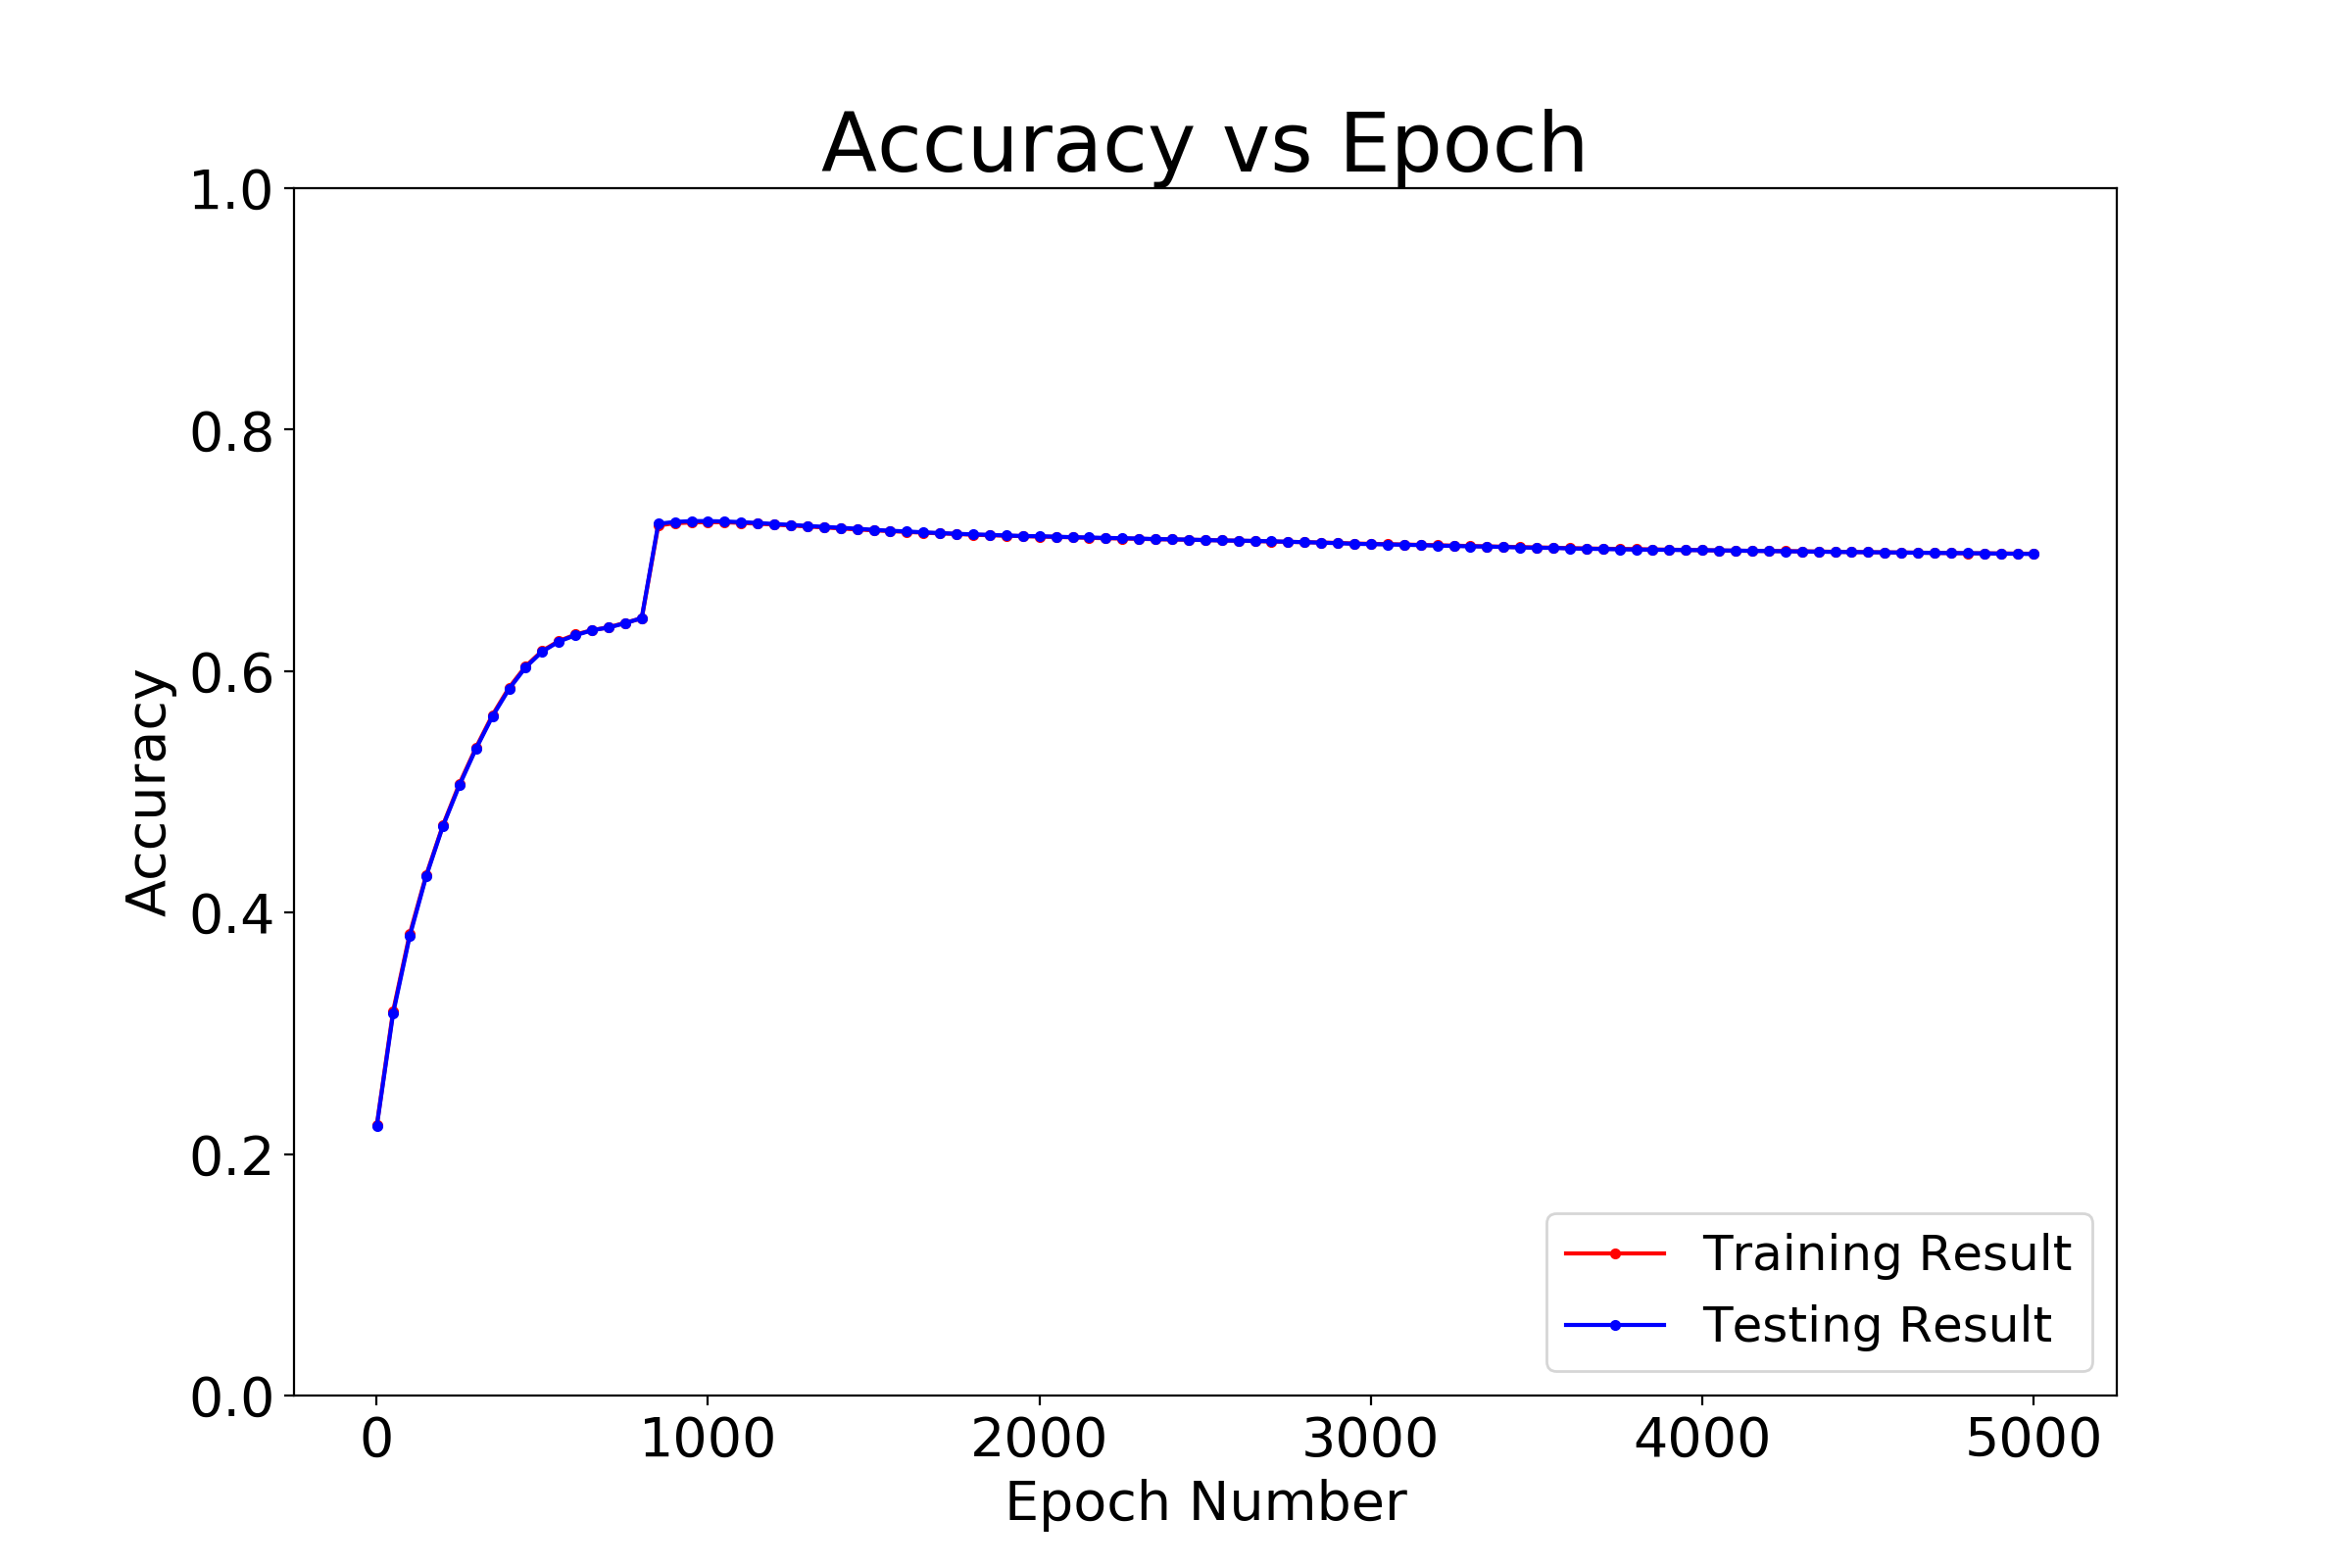 Accuracy vs Epoch
1.0
0.8
0.6
0.4
0.2
0.0
Accuracy
0 1000 2000 3000 4000 5000
Epoch Number
Training Result
Testing Result